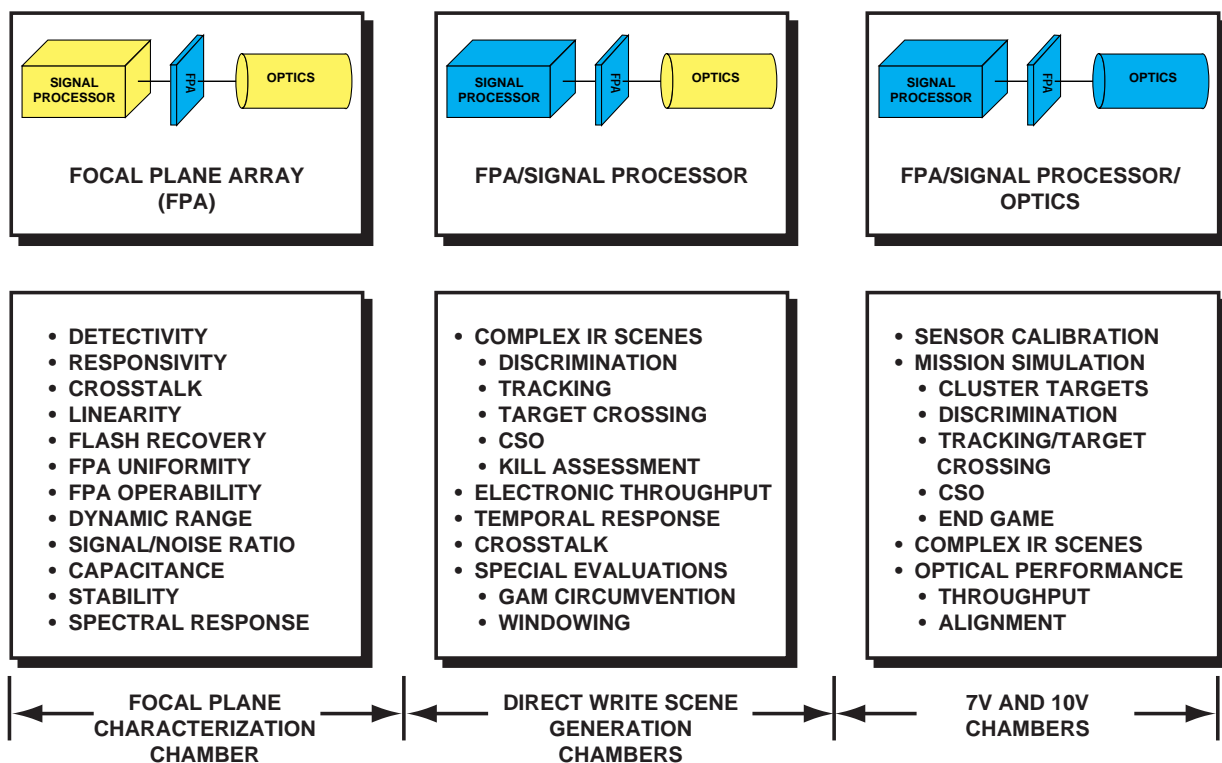 SIGNAL
PROCESSOR
FPA
OPTICS
FOCAL PLANE ARRAY
(FPA)
SIGNAL
PROCESSOR
FPA
OPTICS
FPA/SIGNAL PROCESSOR
SIGNAL
PROCESSOR
FPA
OPTICS
FPA/SIGNAL PROCESSOR/
OPTICS
• DETECTIVITY
• RESPONSIVITY
• CROSSTALK
• LINEARITY
• FLASH RECOVERY
• FPA UNIFORMITY
• FPA OPERABILITY
• DYNAMIC RANGE
• SIGNAL/NOISE RATIO
• CAPACITANCE
• STABILITY
• SPECTRAL RESPONSE
• COMPLEX IR SCENES
• DISCRIMINATION
• TRACKING
• TARGET CROSSING
• CSO
• KILL ASSESSMENT
• ELECTRONIC THROUGHPUT
• TEMPORAL RESPONSE
• CROSSTALK
• SPECIAL EVALUATIONS
• GAM CIRCUMVENTION
• WINDOWING
• SENSOR CALIBRATION
• MISSION SIMULATION
• CLUSTER TARGETS
• DISCRIMINATION
• TRACKING/TARGET
CROSSING
• CSO
• END GAME
• COMPLEX IR SCENES
• OPTICAL PERFORMANCE
• THROUGHPUT
• ALIGNMENT
FOCAL PLANE
CHARACTERIZATION
CHAMBER
DIRECT WRITE SCENE
GENERATION
CHAMBERS
7V AND 10V
CHAMBERS